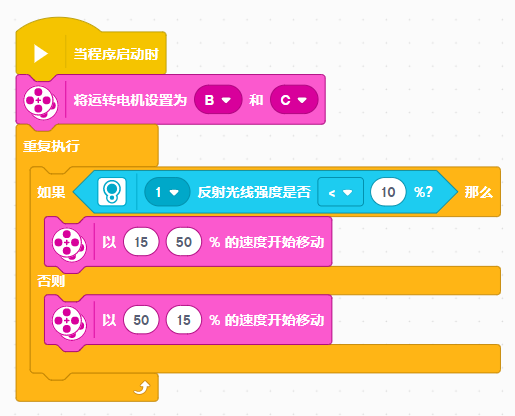 当程序启动时
将运转电机设置为 B 和 C
重复执行
如果 1 反射光线强度是否 < 10 %? 那么
以 15 50 % 的速度开始移动
否则
以 50 15 % 的速度开始移动